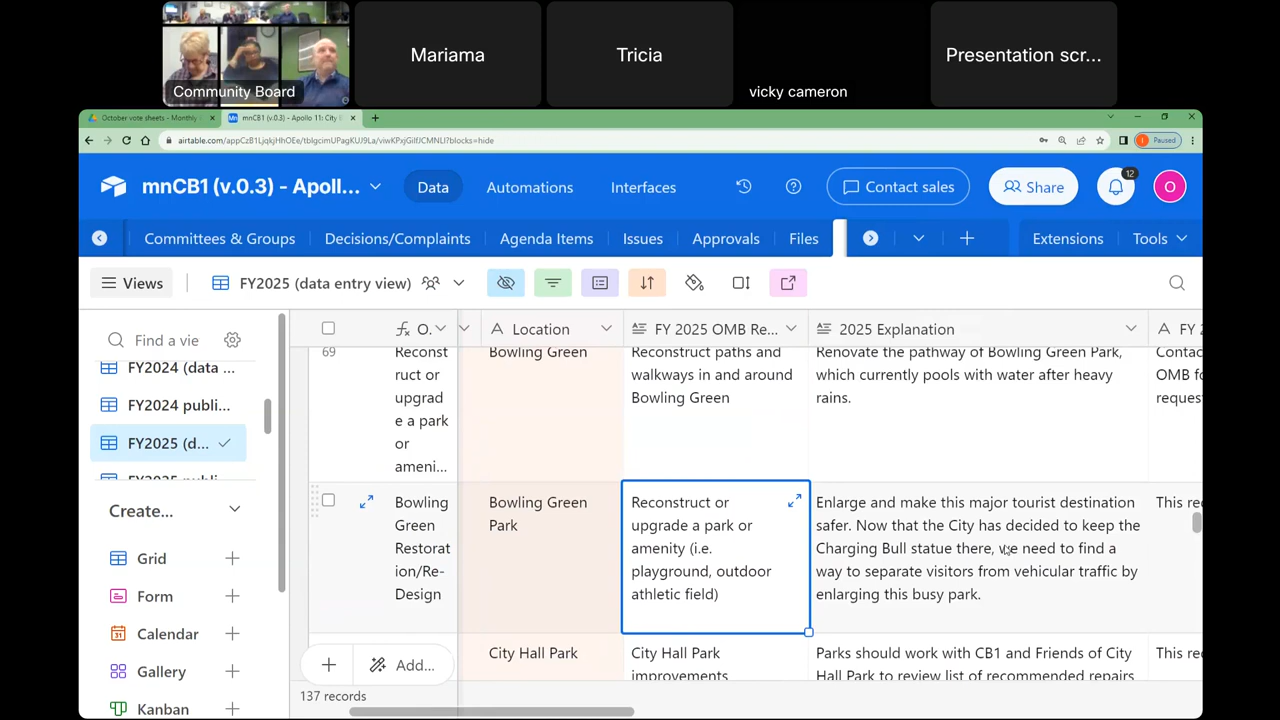 Community Board
Mariama
Tricia
vicky cameron
Presentation scr...
October vote sheets - Monthly
mnCB1 (v.0.3) - Apollo 11: City B
airtable.com/
?blocks=hide
Paused
mnCB1 (v.0.3) - Apoll...
Data
Automations
Interfaces
Contact sales
Share
12
O
Committees & Groups
Decisions/Complaints
Agenda Items
Issues
Approvals
Files
Extensions
Tools
Views
FY2025 (data entry view)
Find a vie
FY2024 (data ...
FY2024 publi...
FY2025 (d...
Create...
Grid
Form
Calendar
Gallery
Kanban
O.
Location
FY 2025 OMB Re...
2025 Explanation
FY 2
69
Reconst
ruct or
upgrad
e a park
or
ameni...
Bowling Green
Reconstruct paths and
walkways in and around
Bowling Green
Renovate the pathway of Bowling Green Park,
which currently pools with water after heavy
rains.
Contac
OMB fo
reques
Bowling
Green
Restorat
ion/Re-
Design
Bowling Green
Park
Reconstruct or
upgrade a park or
amenity (i.e.
playground, outdoor
athletic field)
Enlarge and make this major tourist destination
safer. Now that the City has decided to keep the
Charging Bull statue there, we need to find a
way to separate visitors from vehicular traffic by
enlarging this busy park.
This rec
City Hall Park
City Hall Park
improvements
Parks should work with CB1 and Friends of City
Hall Park to review list of recommended repairs
This rec
Add...
137 records